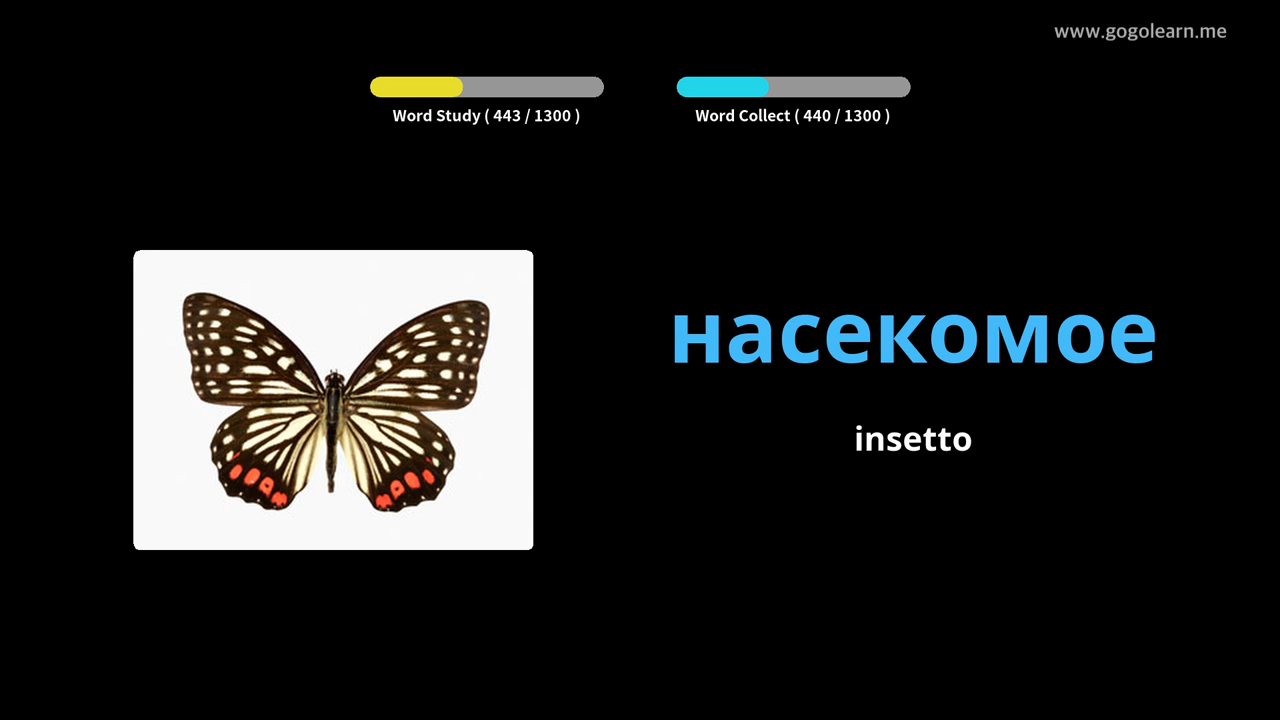 www.gogolearn.me
Word Study ( 443 / 1300 )
Word Collect ( 440 / 1300 )
насекомое
insetto